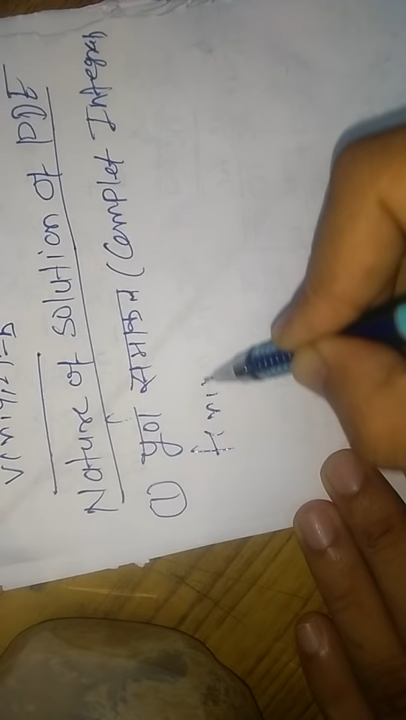 v(x,y,z)=b
Nature of solution of PDE
(1) पूर्ण समाकल (Complet Integral
f(x,y